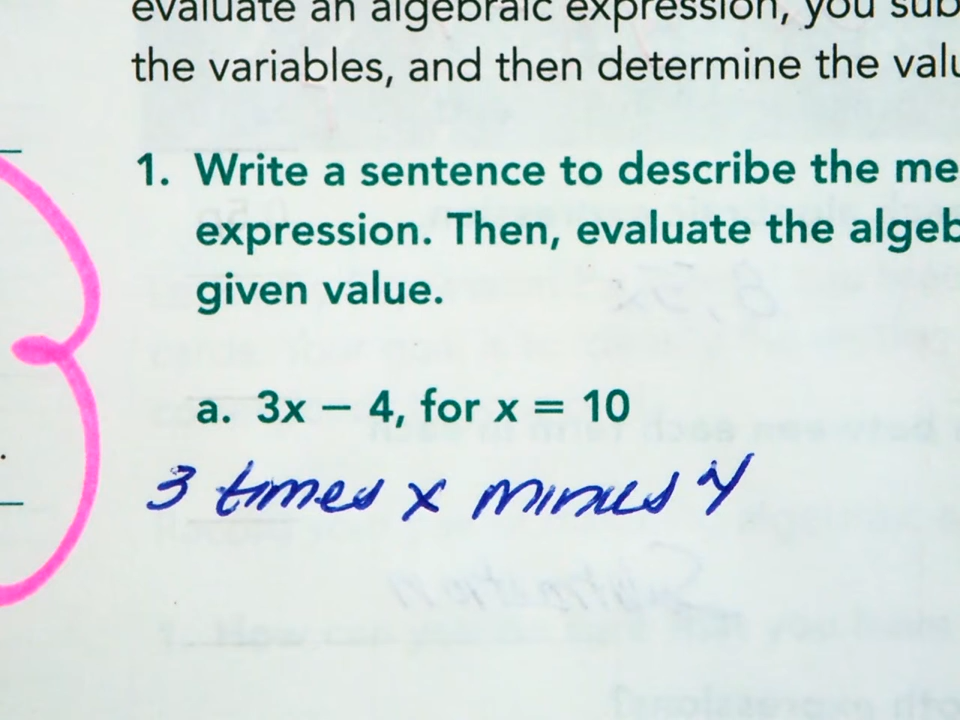 evaluate an algebraic expression, you sub
the variables, and then determine the valu
1. Write a sentence to describe the me
expression. Then, evaluate the algeb
given value.
a. 3x − 4, for x = 10
3 times x minus 4